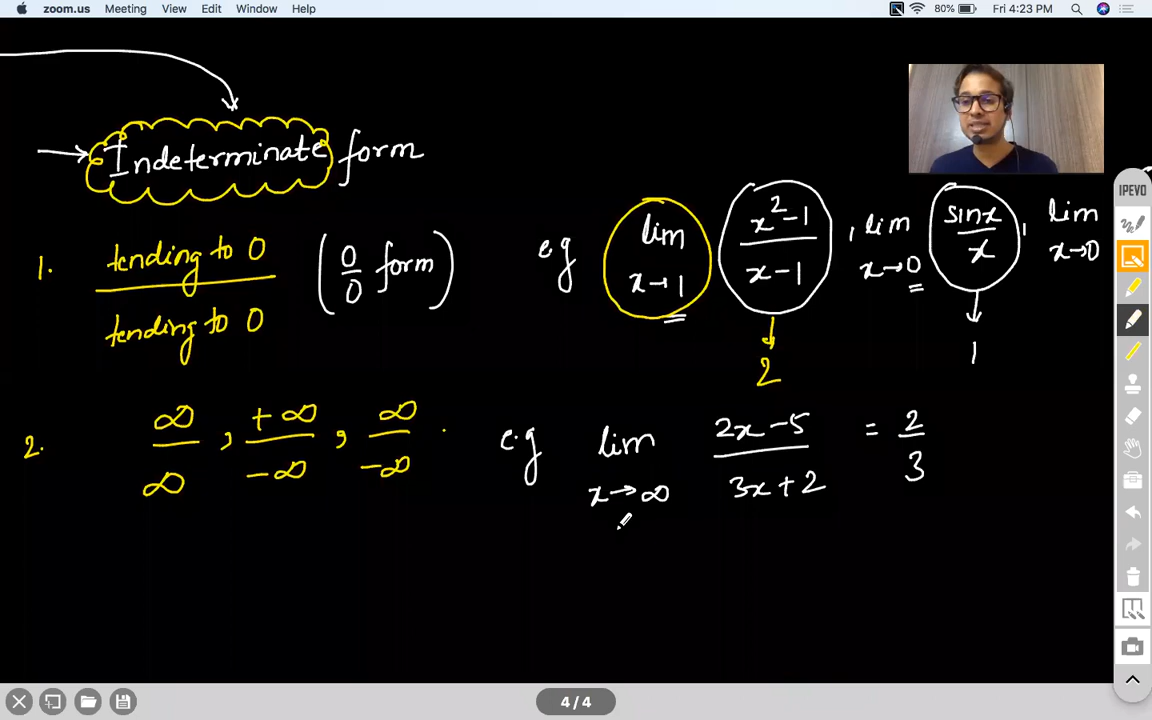 zoom.us Meeting View Edit Window Help 80% Fri 4:23 PM
Indeterminate form
IPEVO
1. tending to 0 / tending to 0 (0/0 form) e.g lim x→1 x²-1 / x-1 , lim x→0 sinx / x , lim x→0
2
1
2. ∞/∞ , +∞/-∞ , ∞/-∞ . e.g lim x→∞ 2x-5 / 3x+2 = 2/3
4/4